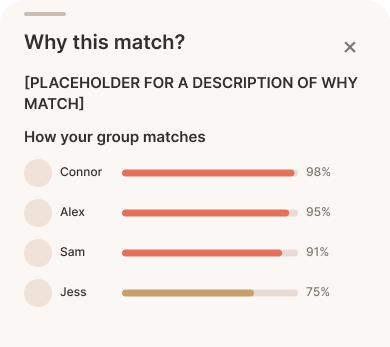 Why this match?
[PLACEHOLDER FOR A DESCRIPTION OF WHY
MATCH]
How your group matches
Connor 98%
Alex 95%
Sam 91%
Jess 75%